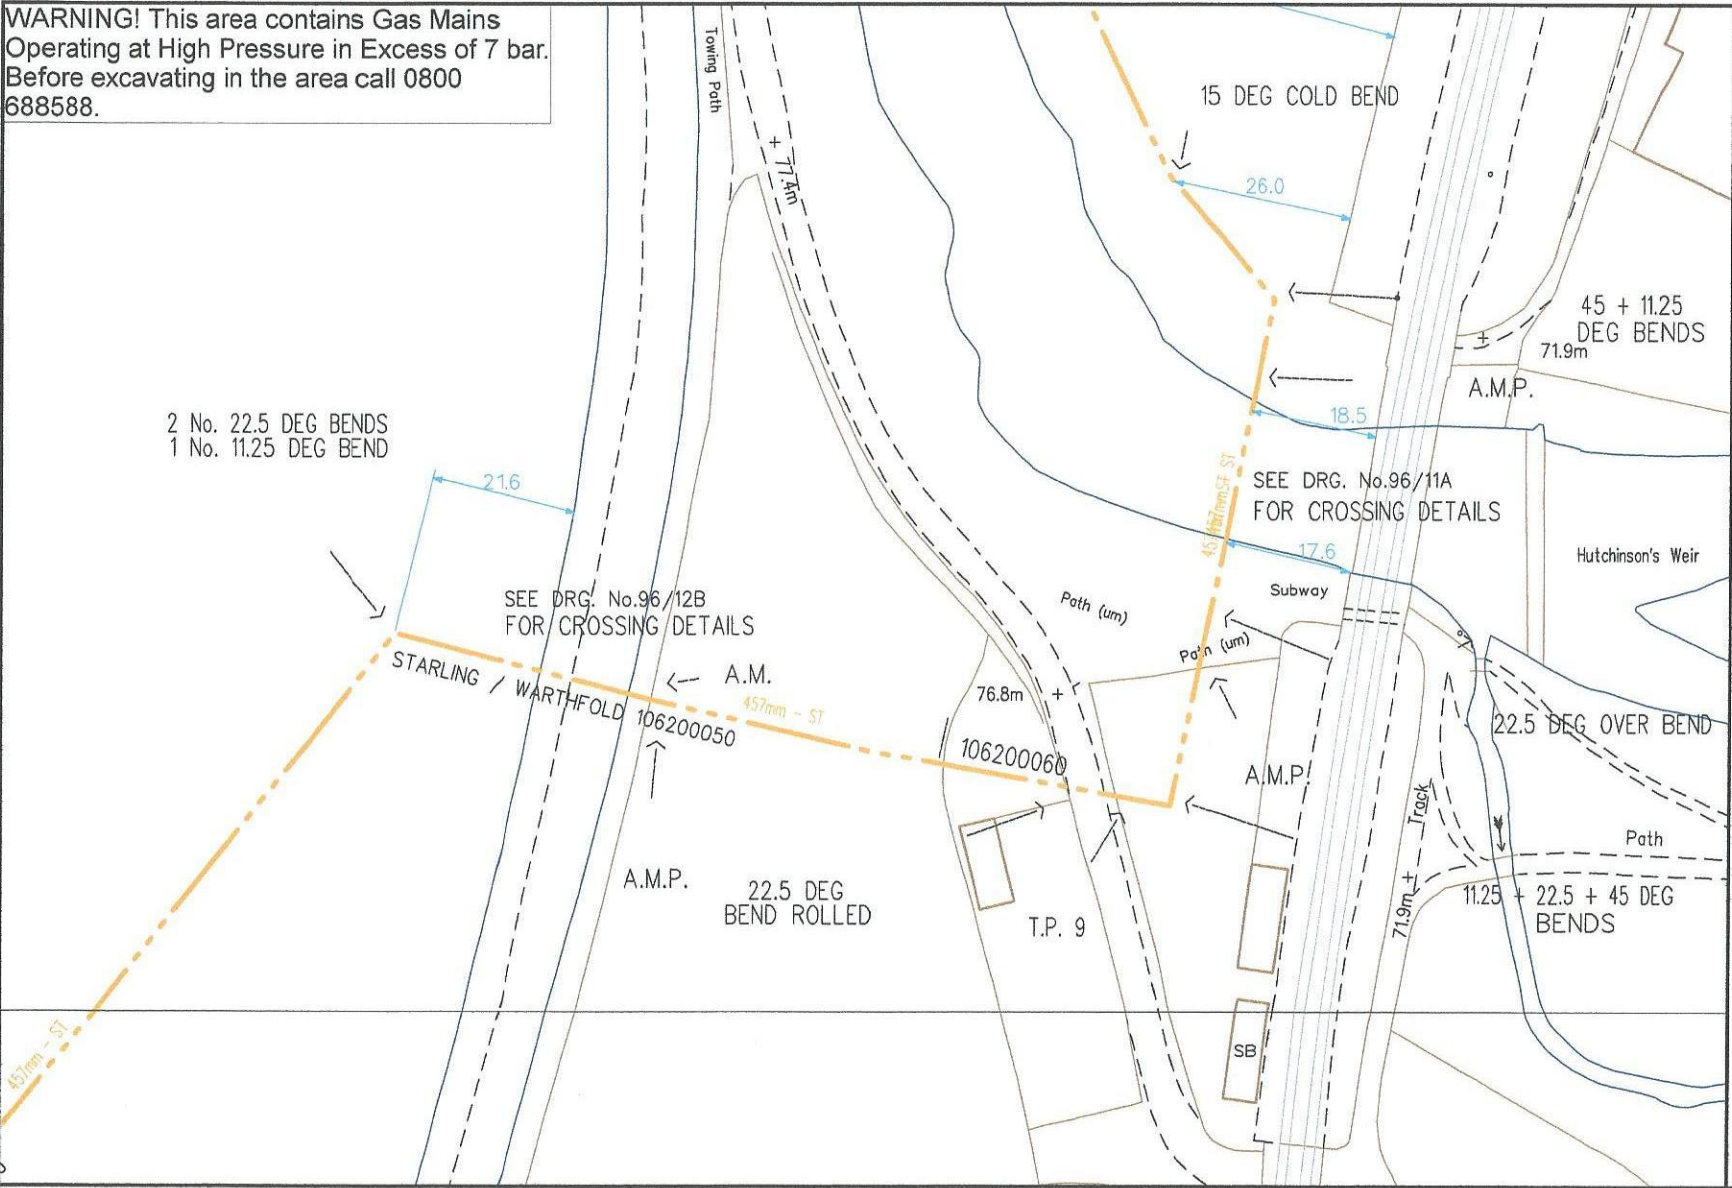 WARNING! This area contains Gas Mains
Operating at High Pressure in Excess of 7 bar.
Before excavating in the area call 0800
688588.
Towing Path
77.4m
15 DEG COLD BEND
26.0
45 + 11.25
DEG BENDS
71.9m
A.M.P.
18.5
2 No. 22.5 DEG BENDS
1 No. 11.25 DEG BEND
21.6
SEE DRG. No.96/11A
FOR CROSSING DETAILS
17.6
Hutchinson's Weir
Subway
Path (um)
Path (um)
SEE DRG. No.96/12B
FOR CROSSING DETAILS
STARLING / WARTHFOLD 106200050
A.M.
457mm - ST
76.8m
106200060
22.5 DEG OVER BEND
A.M.P.
Track
Path
A.M.P.
22.5 DEG
BEND ROLLED
T.P. 9
71.9m
11.25 + 22.5 + 45 DEG
BENDS
457mm - ST
SB